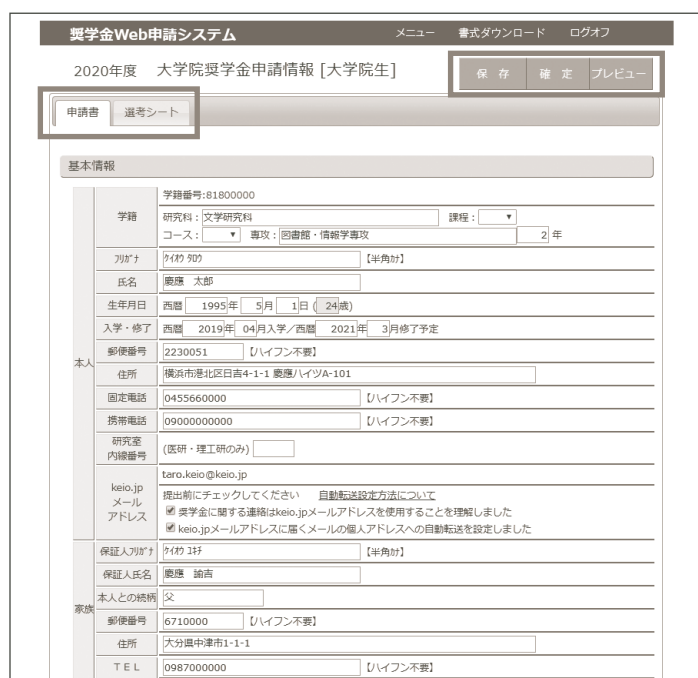 奨学金Web申請システム メニュー 書式ダウンロード ログオフ
2020年度 大学院奨学金申請情報 [大学院生] 保 存 確 定 プレビュー
申請書 選考シート
基本情報
本人
学籍 学籍番号:81800000
研究科：文学研究科 課程：
コース： 専攻：図書館・情報学専攻 2 年
ﾌﾘｶﾞﾅ ｹｲｵｳ ﾀﾛｳ 【半角ｶﾅ】
氏名 慶應 太郎
生年月日 西暦 1995年 5月 1日 ( 24歳)
入学・修了 西暦 2019年 04月入学／西暦 2021年 3月修了予定
郵便番号 2230051 【ハイフン不要】
住所 横浜市港北区日吉4-1-1 慶應ハイツA-101
固定電話 0455660000 【ハイフン不要】
携帯電話 09000000000 【ハイフン不要】
研究室
内線番号 (医研・理工研のみ)
keio.jp
メール
アドレス
taro.keio@keio.jp
提出前にチェックしてください 自動転送設定方法について
奨学金に関する連絡はkeio.jpメールアドレスを使用することを理解しました
keio.jpメールアドレスに届くメールの個人アドレスへの自動転送を設定しました
家族
保証人ﾌﾘｶﾞﾅ ｹｲｵｳ ﾕｷﾁ 【半角ｶﾅ】
保証人氏名 慶應 諭吉
本人との続柄 父
郵便番号 6710000 【ハイフン不要】
住所 大分県中津市1-1-1
ＴＥＬ 0987000000 【ハイフン不要】